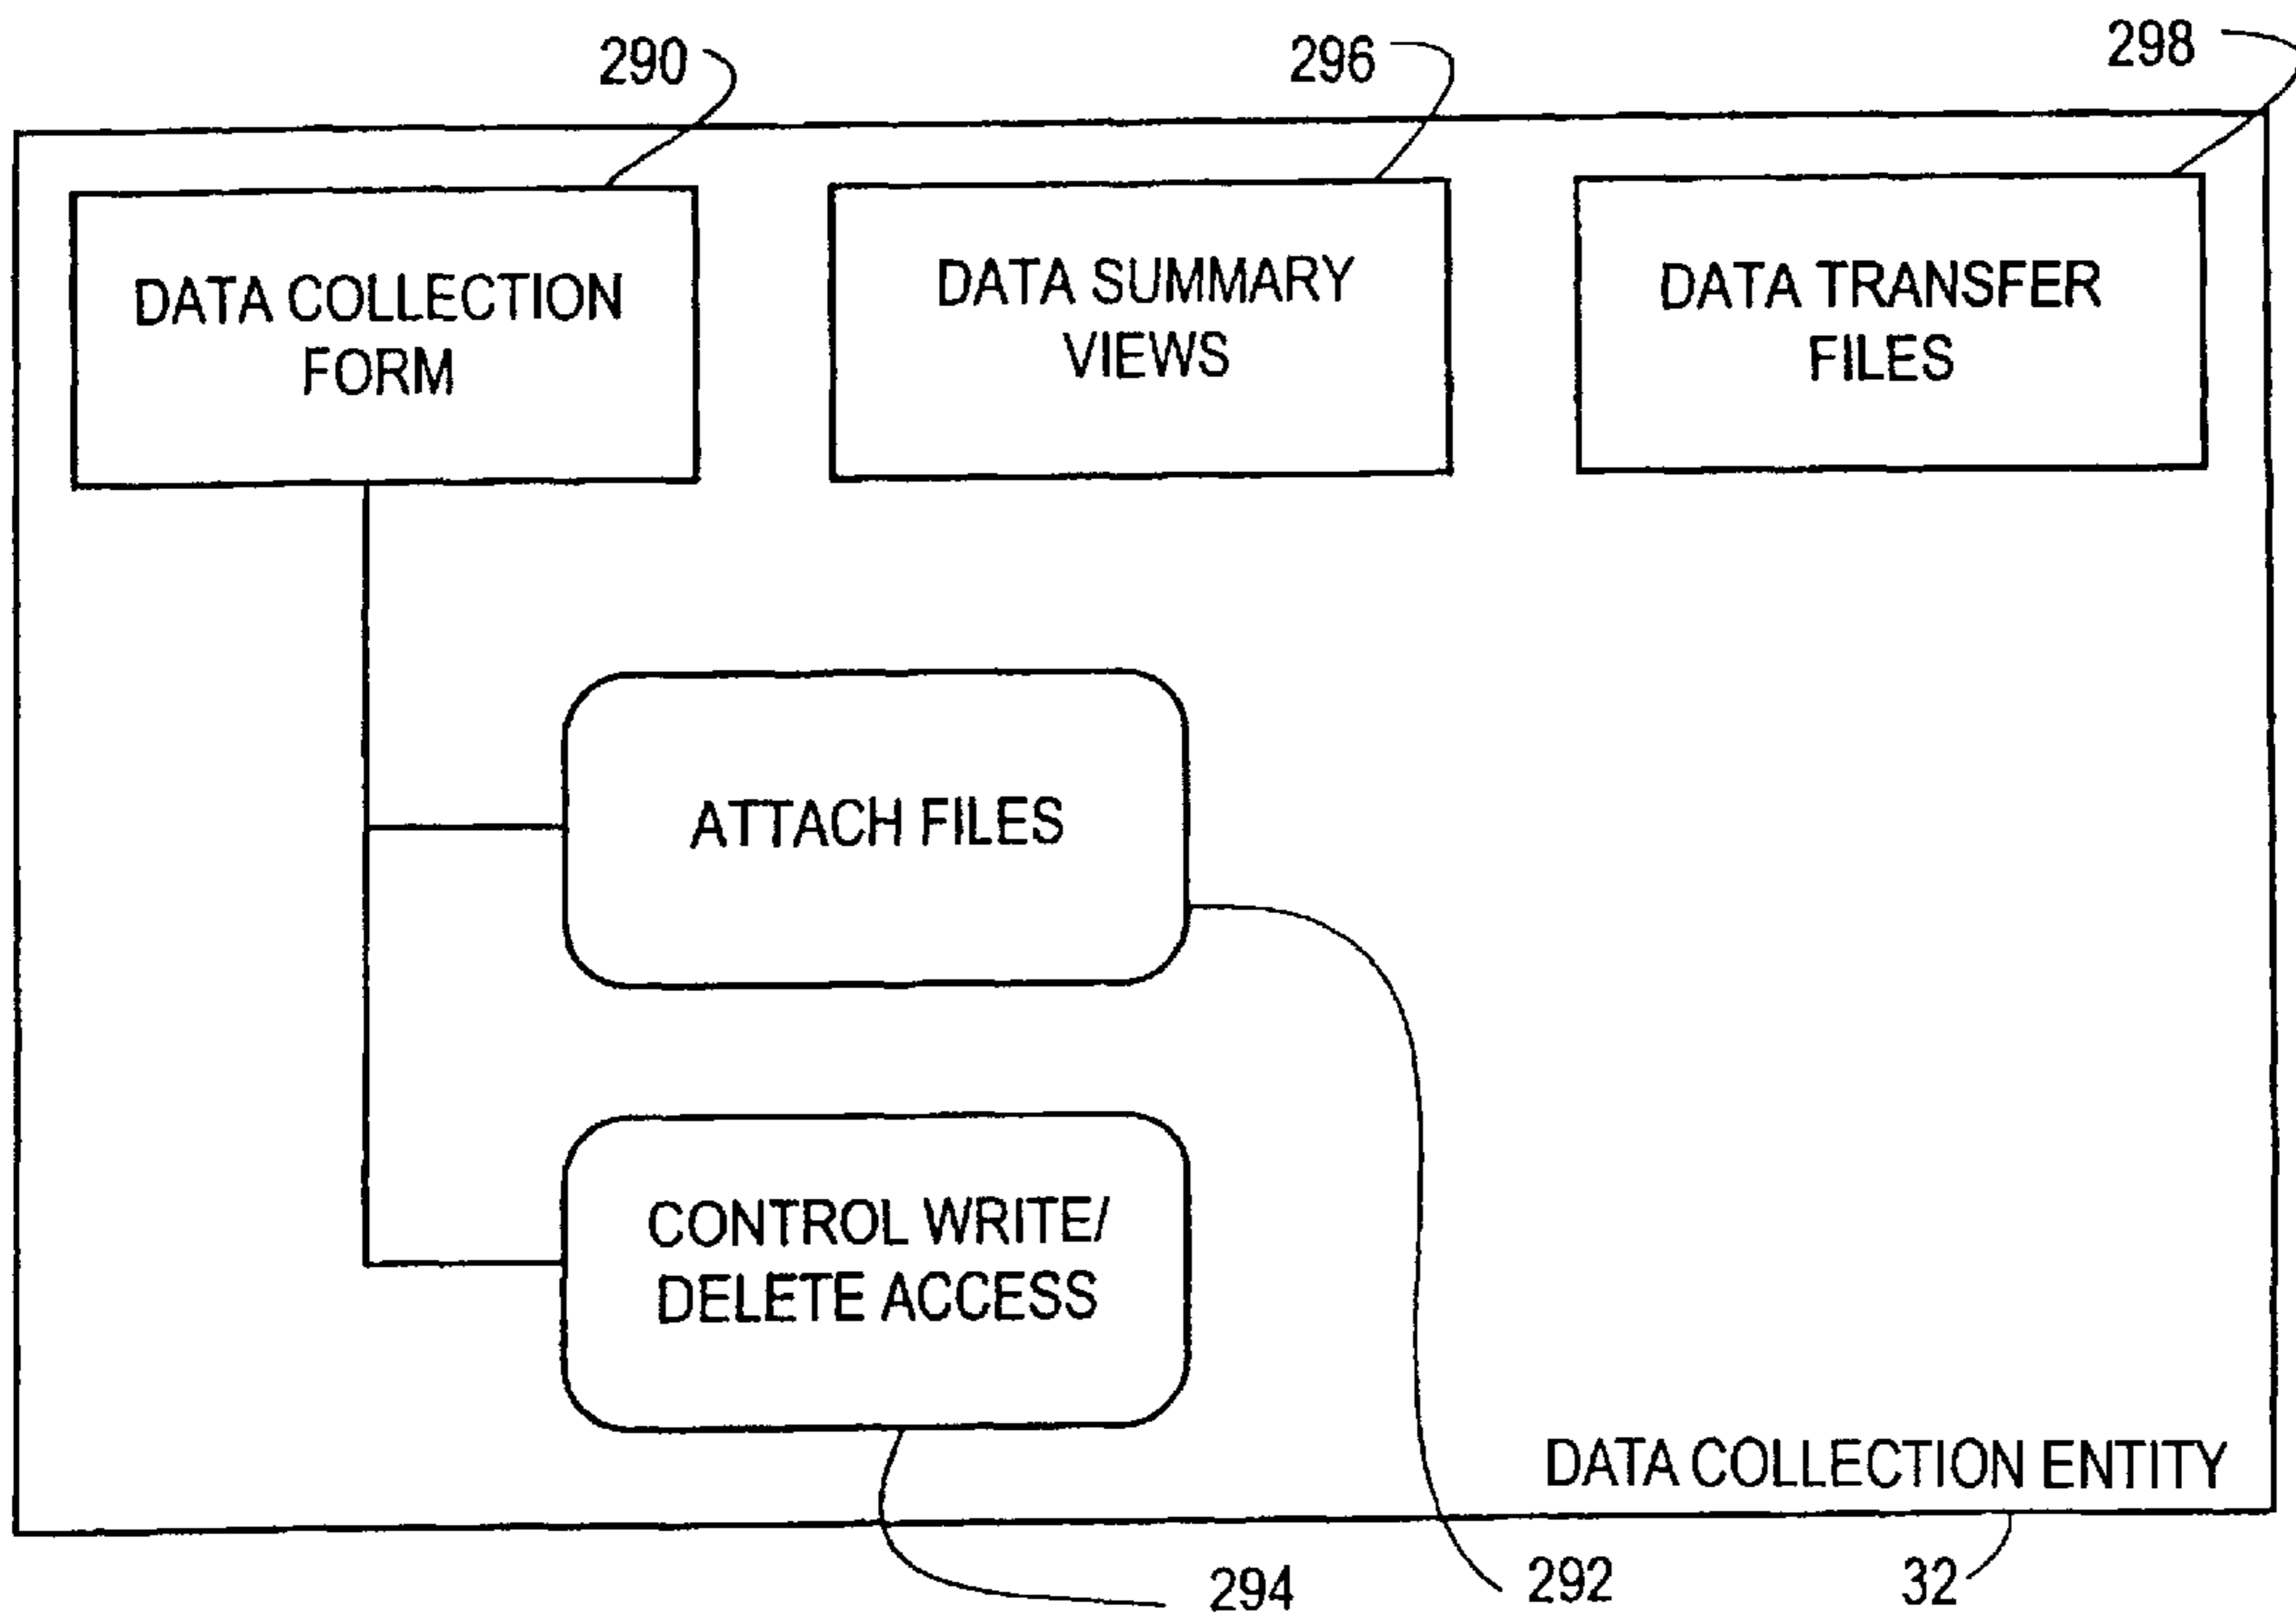 290
296
298
DATA COLLECTION
FORM
DATA SUMMARY
VIEWS
DATA TRANSFER
FILES
ATTACH FILES
CONTROL WRITE/
DELETE ACCESS
DATA COLLECTION ENTITY
294
292
32